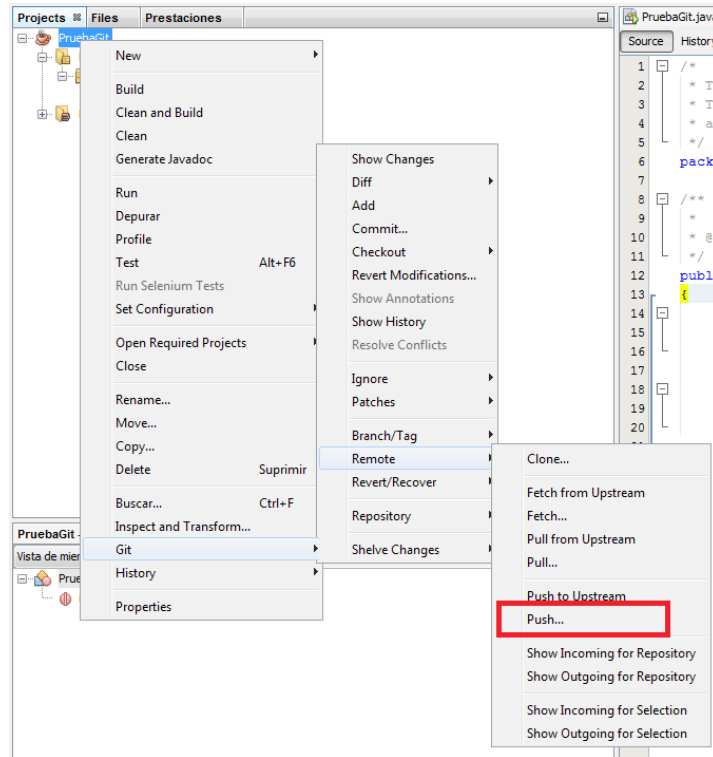 Projects Files Prestaciones
PruebaGit
New
Build
Clean and Build
Clean
Generate Javadoc
Run
Depurar
Profile
Test Alt+F6
Run Selenium Tests
Set Configuration
Open Required Projects
Close
Rename...
Move...
Copy...
Delete Suprimir
Buscar... Ctrl+F
Inspect and Transform...
Git
History
Properties
Show Changes
Diff
Add
Commit...
Checkout
Revert Modifications...
Show Annotations
Show History
Resolve Conflicts
Ignore
Patches
Branch/Tag
Remote
Revert/Recover
Repository
Shelve Changes
Clone...
Fetch from Upstream
Fetch...
Pull from Upstream
Pull...
Push to Upstream
Push...
Show Incoming for Repository
Show Outgoing for Repository
Show Incoming for Selection
Show Outgoing for Selection
PruebaGit -
Vista de mier
Prue
PruebaGit.jav
Source History
1 /*
2 * T
3 * T
4 * a
5 */
6 pack
7
8 /**
9 *
10 * @
11 */
12 publ
13 {
14
15
16
17
18
19
20